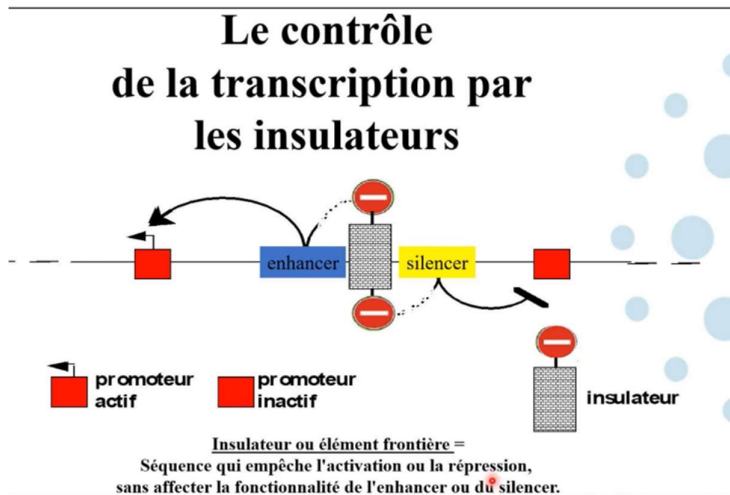 Le contrôle
de la transcription par
les insulateurs
enhancer
silencer
promoteur
actif
promoteur
inactif
insulateur
Insulateur ou élément frontière =
Séquence qui empêche l'activation ou la répression,
sans affecter la fonctionnalité de l'enhancer ou du silencer.